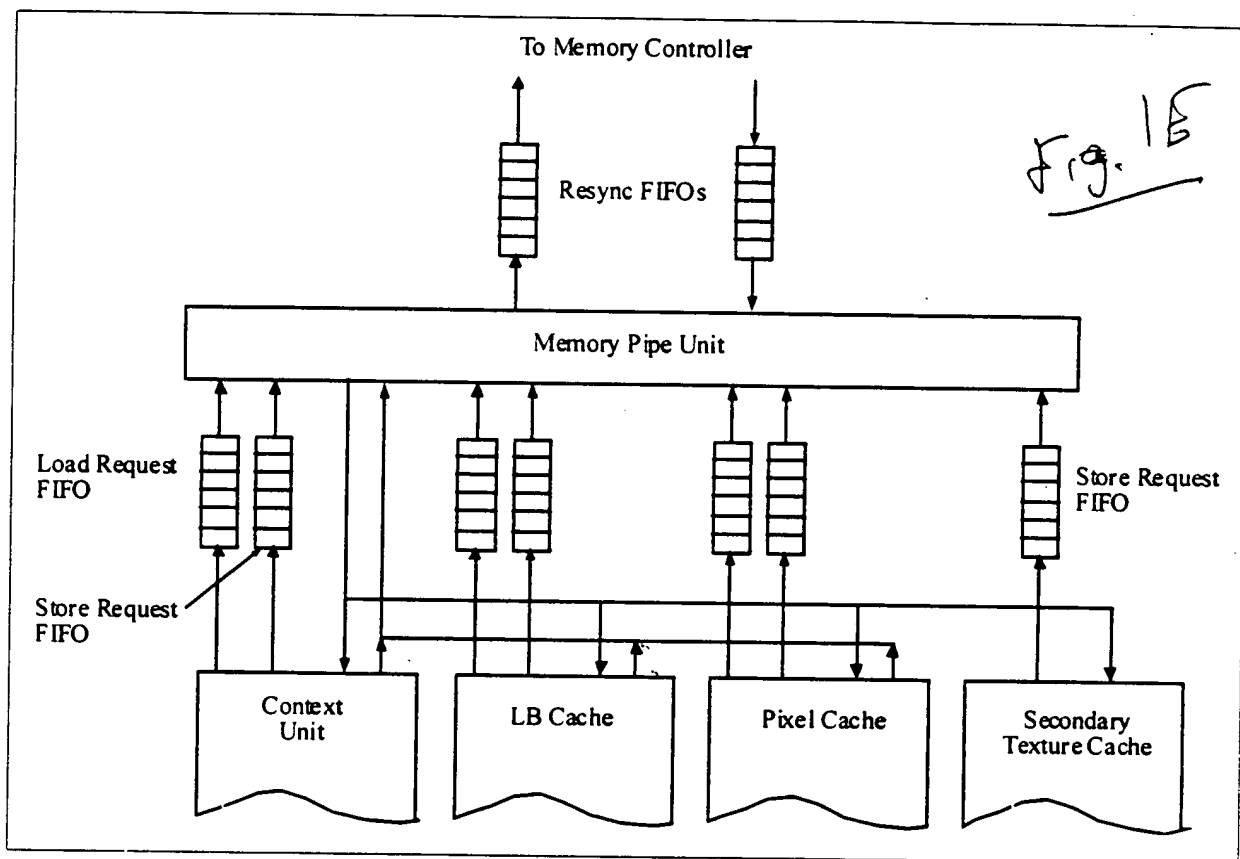 To Memory Controller
Fig. 1E
Resync FIFOs
Memory Pipe Unit
Load Request
FIFO
Store Request
FIFO
Store Request
FIFO
Context
Unit
LB Cache
Pixel Cache
Secondary
Texture Cache